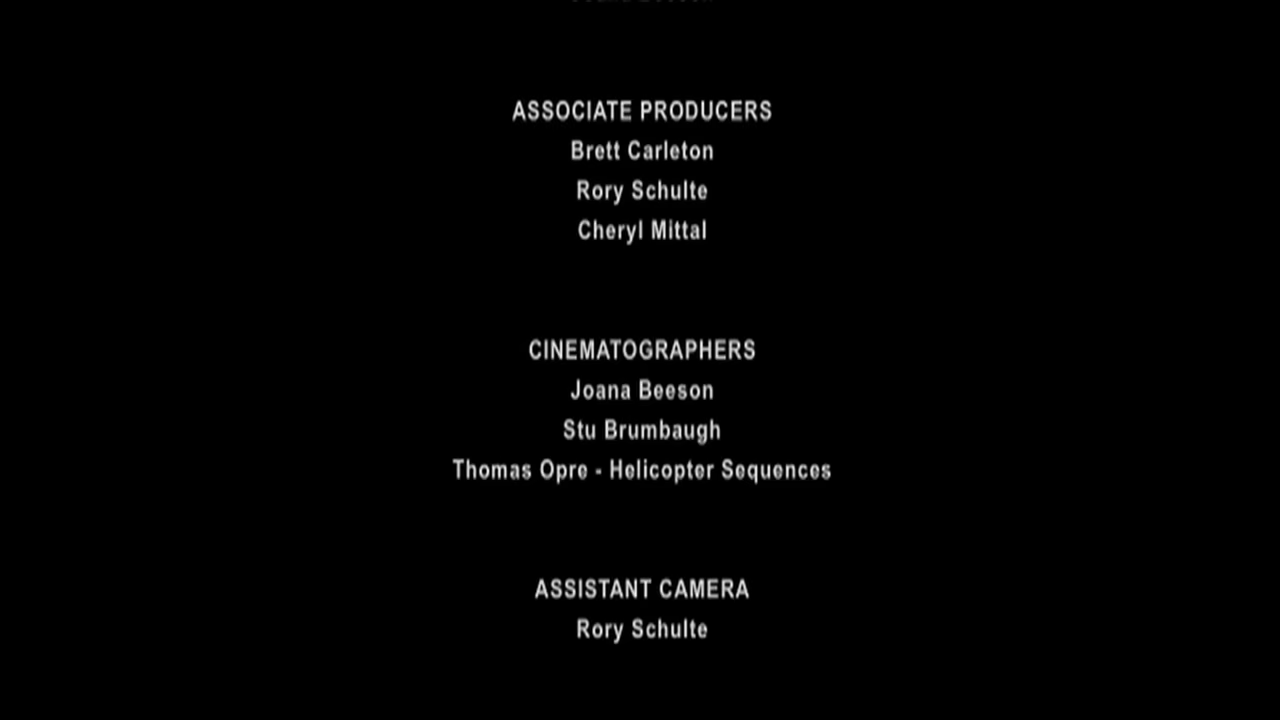 ASSOCIATE PRODUCERS
Brett Carleton
Rory Schulte
Cheryl Mittal
CINEMATOGRAPHERS
Joana Beeson
Stu Brumbaugh
Thomas Opre - Helicopter Sequences
ASSISTANT CAMERA
Rory Schulte